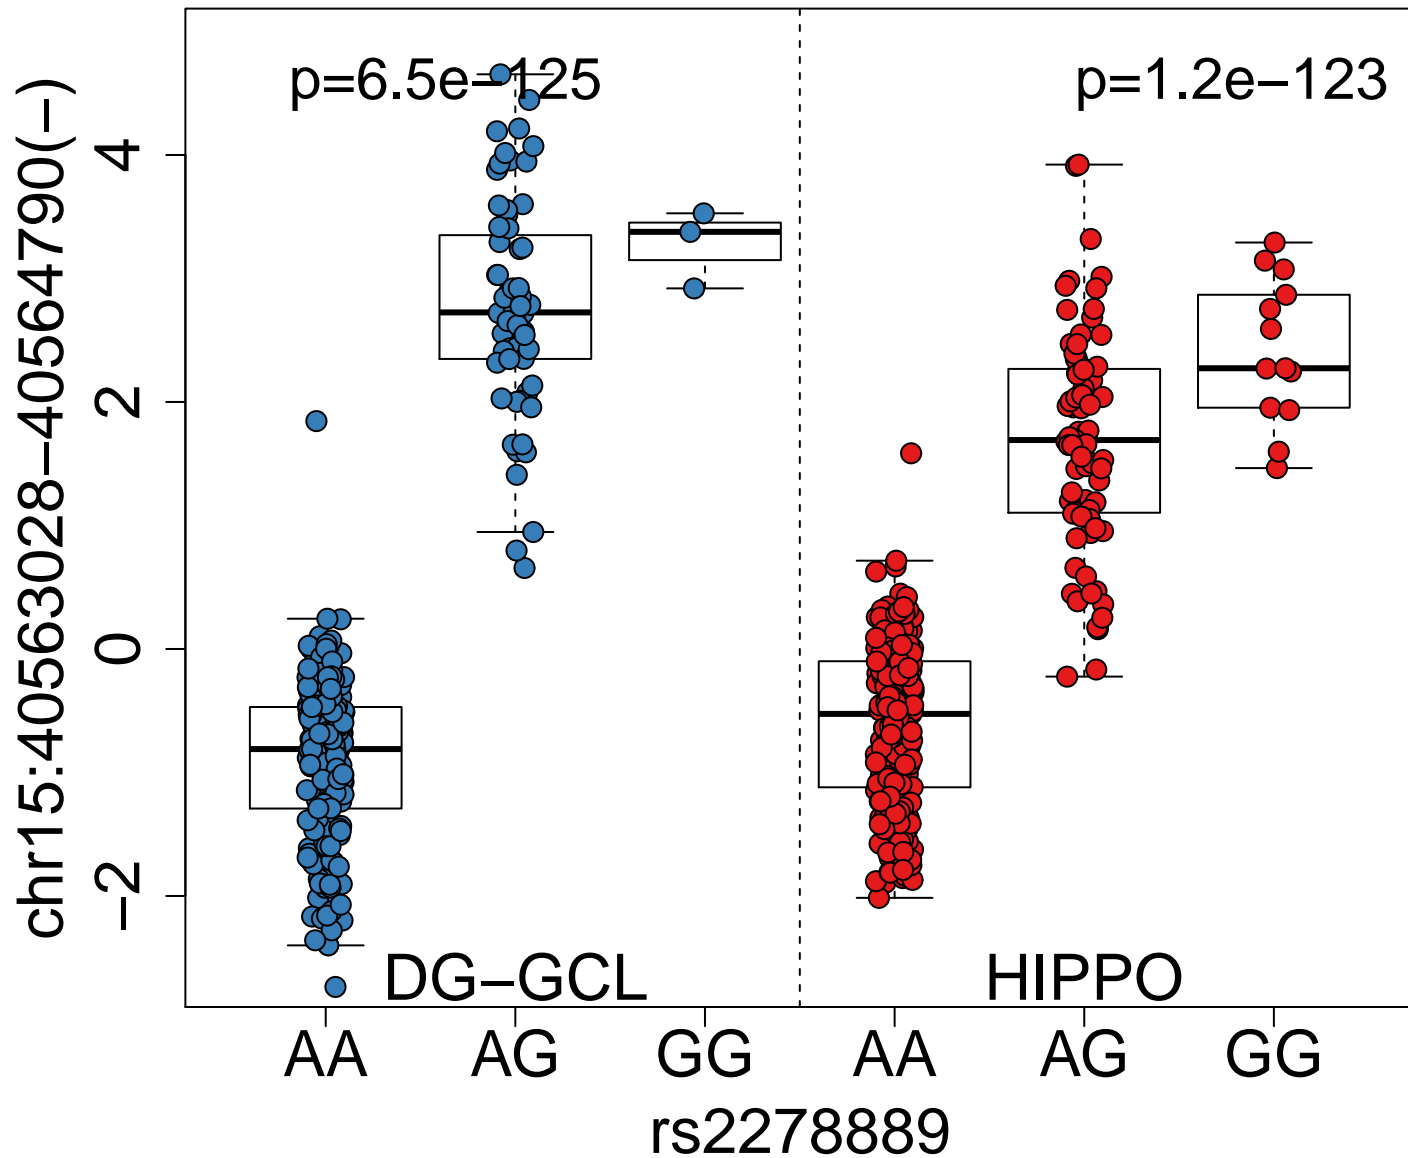 chr15:40563028−40564790(−)
p=6.5e−125
p=1.2e−123
4
2
0
−2
DG−GCL
HIPPO
AA AG GG AA AG GG
rs2278889